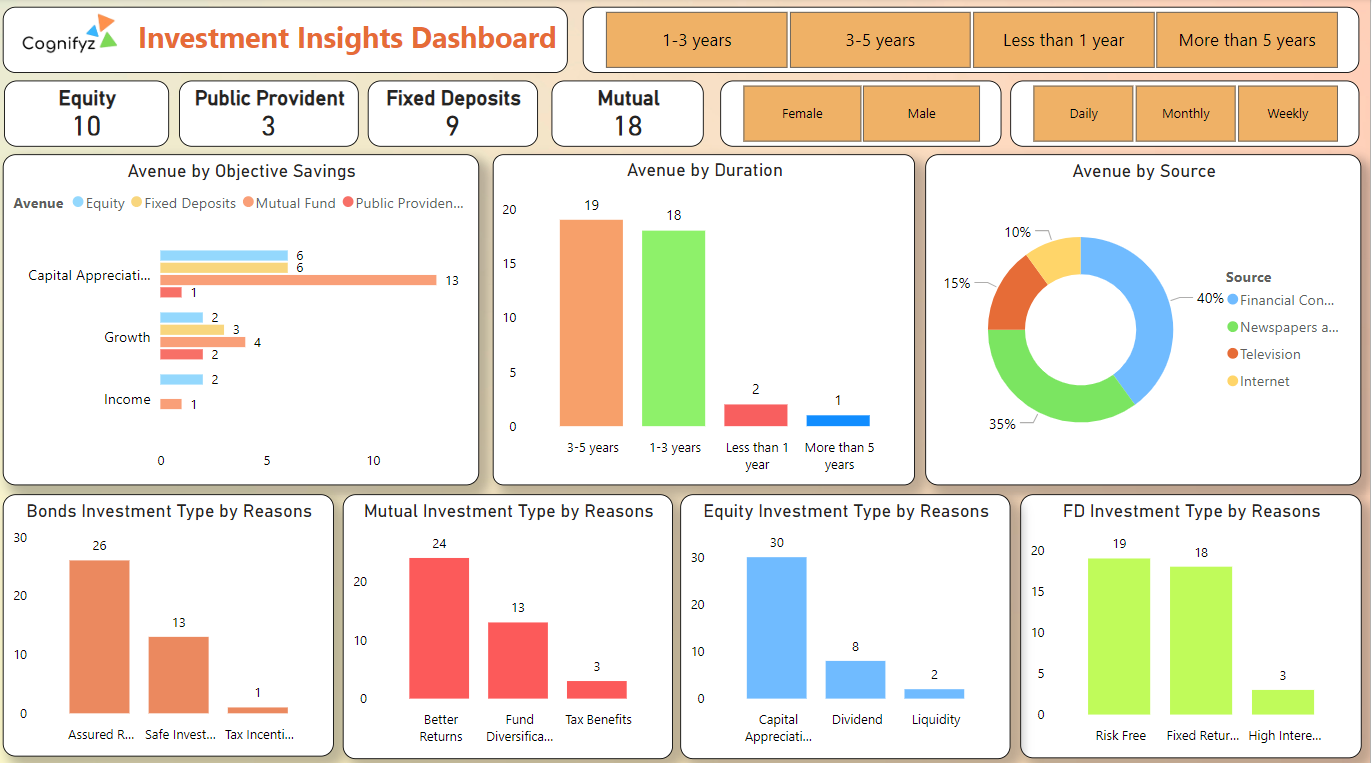 Cognifyz
Investment Insights Dashboard
1-3 years
3-5 years
Less than 1 year
More than 5 years
Equity
10
Public Provident
3
Fixed Deposits
9
Mutual
18
Female
Male
Daily
Monthly
Weekly
Avenue by Objective Savings
Avenue Equity Fixed Deposits Mutual Fund Public Providen...
Capital Appreciati...
6
6
13
1
Growth
2
3
4
2
Income
2
1
0 5 10
Avenue by Duration
20
15
10
5
0
19
18
2
1
3-5 years
1-3 years
Less than 1
year
More than 5
years
Avenue by Source
10%
15%
40%
35%
Source
Financial Con...
Newspapers a...
Television
Internet
Bonds Investment Type by Reasons
30
20
10
0
26
13
1
Assured R...
Safe Invest...
Tax Incenti...
Mutual Investment Type by Reasons
20
10
0
24
13
3
Better
Returns
Fund
Diversifica...
Tax Benefits
Equity Investment Type by Reasons
30
20
10
0
30
8
2
Capital
Appreciati...
Dividend
Liquidity
FD Investment Type by Reasons
20
15
10
5
0
19
18
3
Risk Free
Fixed Retur...
High Intere...